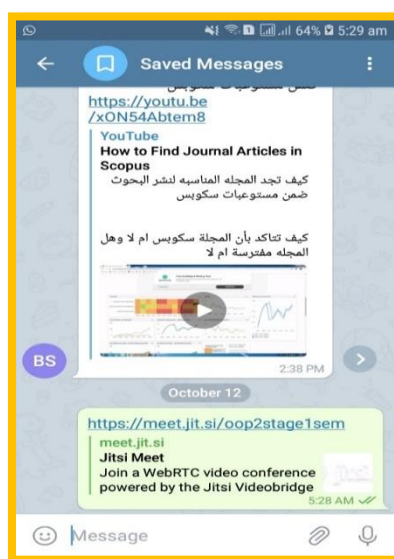 64% 5:29 am
Saved Messages
ضمن مستوعبات سكوبس
https://youtu.be
/xON54Abtem8
YouTube
How to Find Journal Articles in
Scopus
كيف تجد المجله المناسبه لنشر البحوث
ضمن مستوعبات سكوبس
كيف تتاكد بأن المجلة سكوبس ام لا وهل
المجله مفترسة ام لا
BS
2:38 PM
October 12
https://meet.jit.si/oop2stage1sem
meet.jit.si
Jitsi Meet
Join a WebRTC video conference
powered by the Jitsi Videobridge
5:28 AM
Message